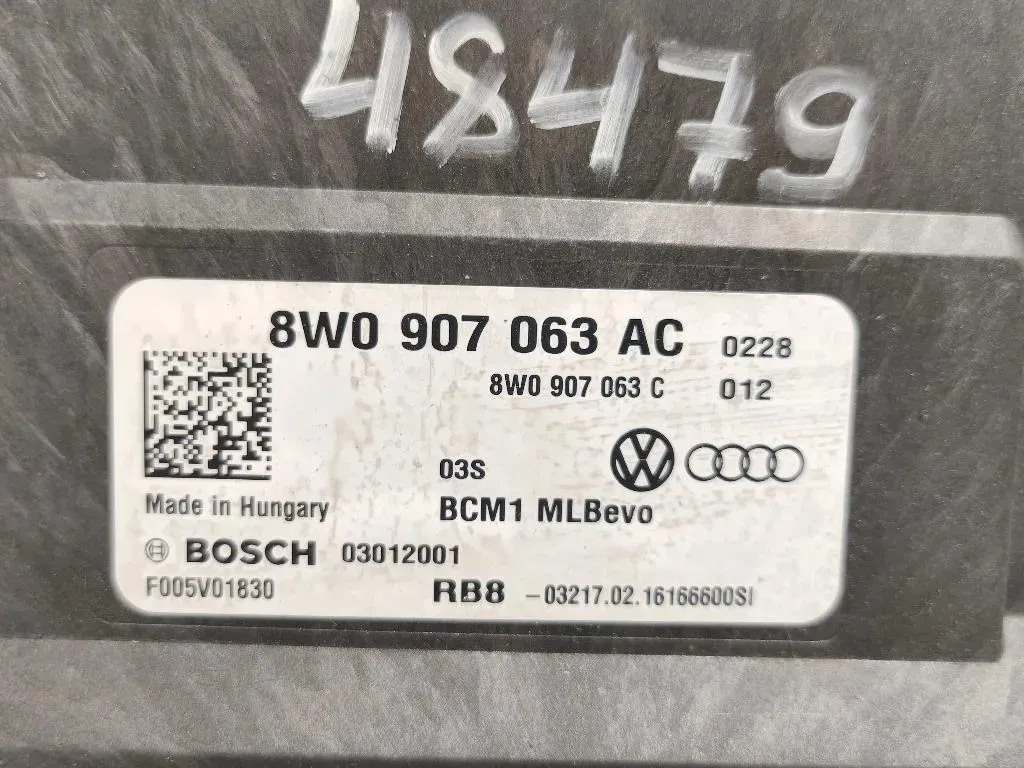 48479
8W0 907 063 AC 0228
8W0 907 063 C 012
03S
Made in Hungary BCM1 MLBevo
BOSCH 03012001
F005V01830 RB8 -03217.02.16166600SI